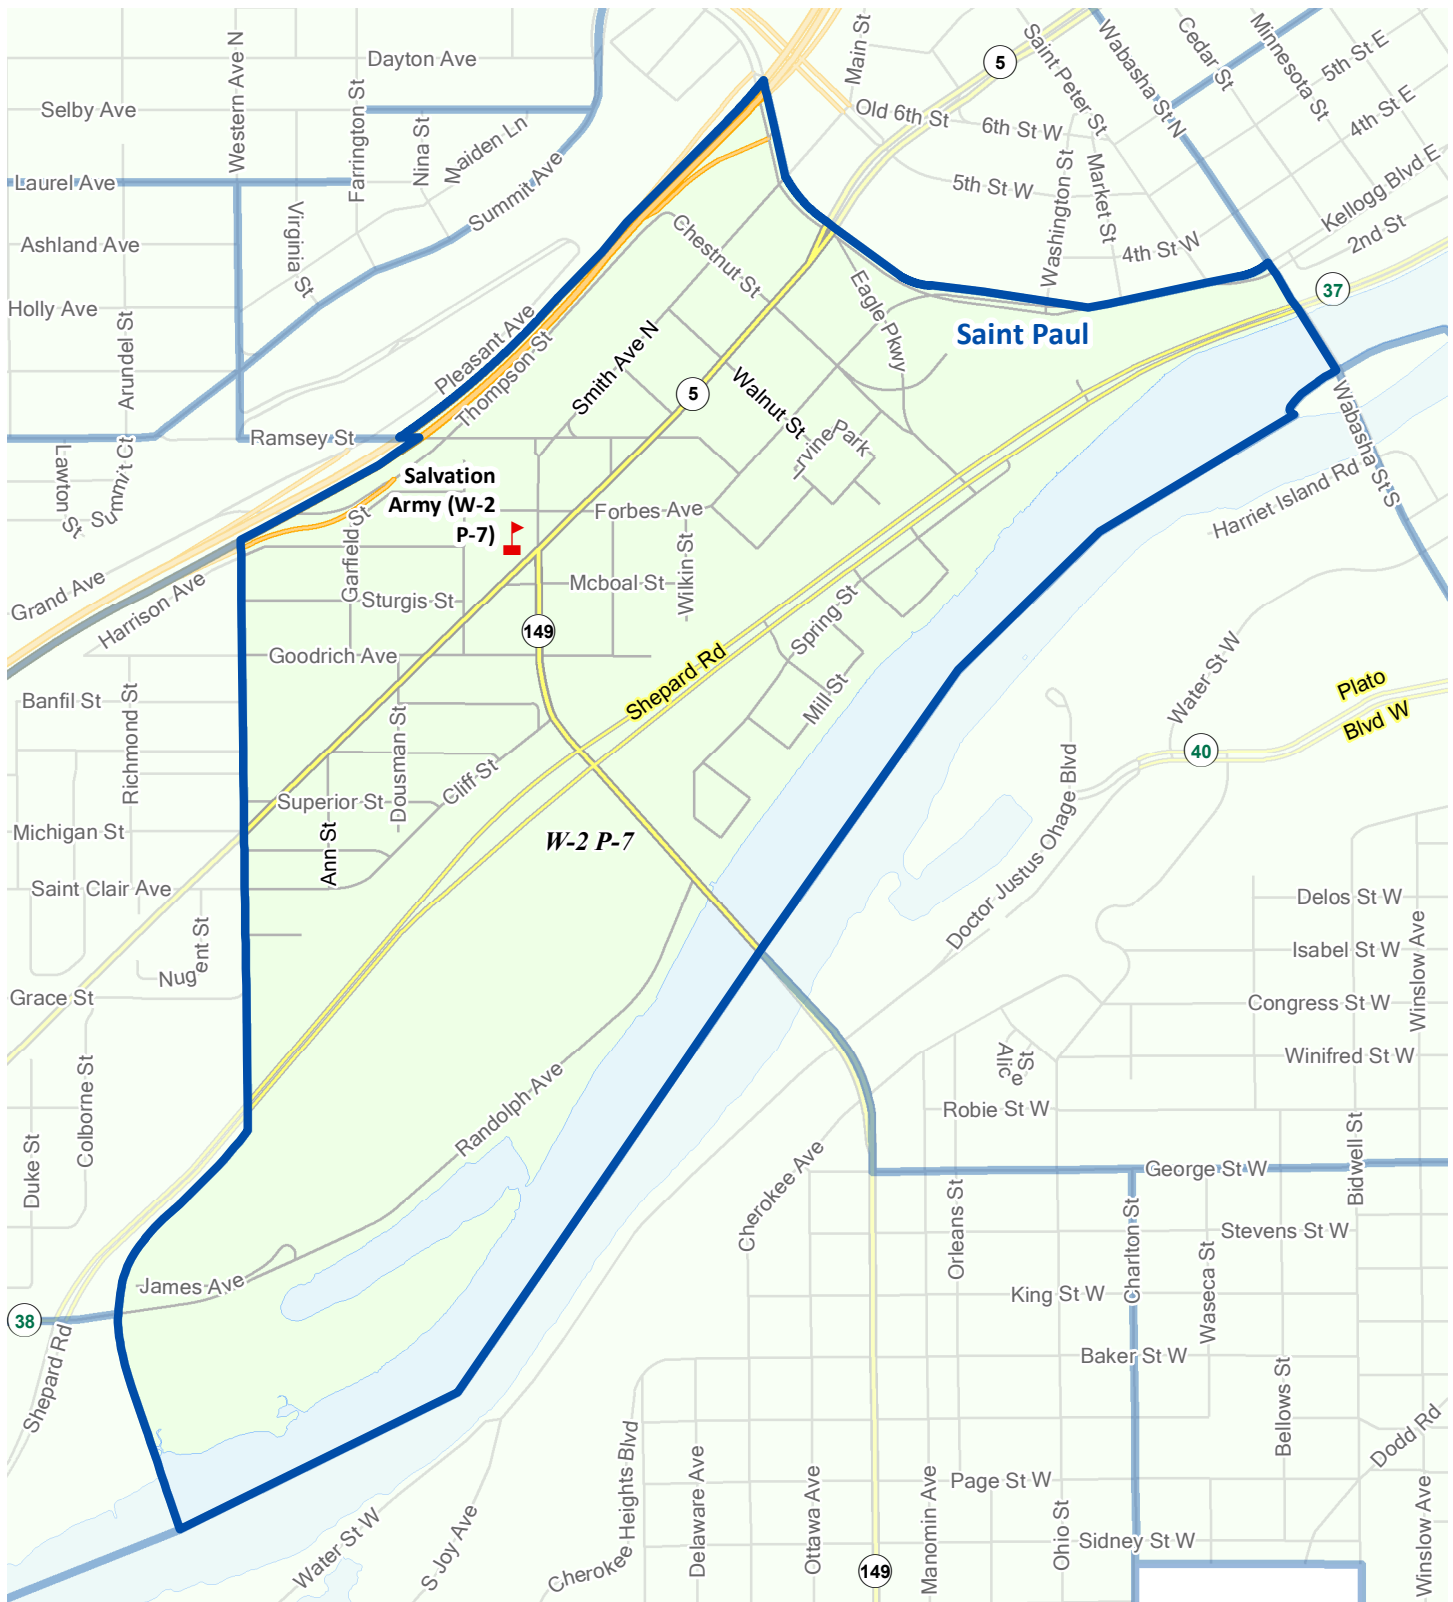 Dayton Ave
Selby Ave
Western Ave N
Farrington St
Nina St
Maiden Ln
Laurel Ave
Summit Ave
Virginia St
Ashland Ave
Holly Ave
Arundel St
Main St
5
Saint Peter St
Wabasha St N
Cedar St
Minnesota St
5th St E
4th St E
Old 6th St
6th St W
5th St W
Washington St
Market St
4th St W
Kellogg Blvd E
2nd St
37
Chestnut St
Eagle Pkwy
Saint Paul
Pleasant Ave
Thompson St
Smith Ave N
5
Walnut St
Irvine
Park
Wabasha St S
Harriet Island Rd
Ramsey St
Lawton St
Summit Ct
Salvation
Army (W-2
P-7)
Forbes Ave
Garfield St
Mcboal St
Wilkin St
Grand Ave
Harrison Ave
Sturgis St
149
Goodrich Ave
Spring St
Shepard Rd
Mill St
Water St W
Plato
Blvd W
40
Banfil St
Richmond St
Dousman St
Cliff St
Superior St
Ann St
Michigan St
W-2 P-7
Doctor Justus Ohage Blvd
Saint Clair Ave
Nugent St
Grace St
Delos St W
Isabel St W
Winslow Ave
Congress St W
Winifred St W
Alice St
Robie St W
Colborne St
Duke St
Randolph Ave
Cherokee Ave
Bidwell St
George St W
Orleans St
Charlton St
Stevens St W
Waseca St
James Ave
King St W
38
Shepard Rd
Baker St W
Bellows St
Dodd Rd
Cherokee Heights Blvd
Delaware Ave
Ottawa Ave
Manomin Ave
Page St W
Ohio St
Winslow Ave
Sidney St W
Water St W
S Joy Ave
149